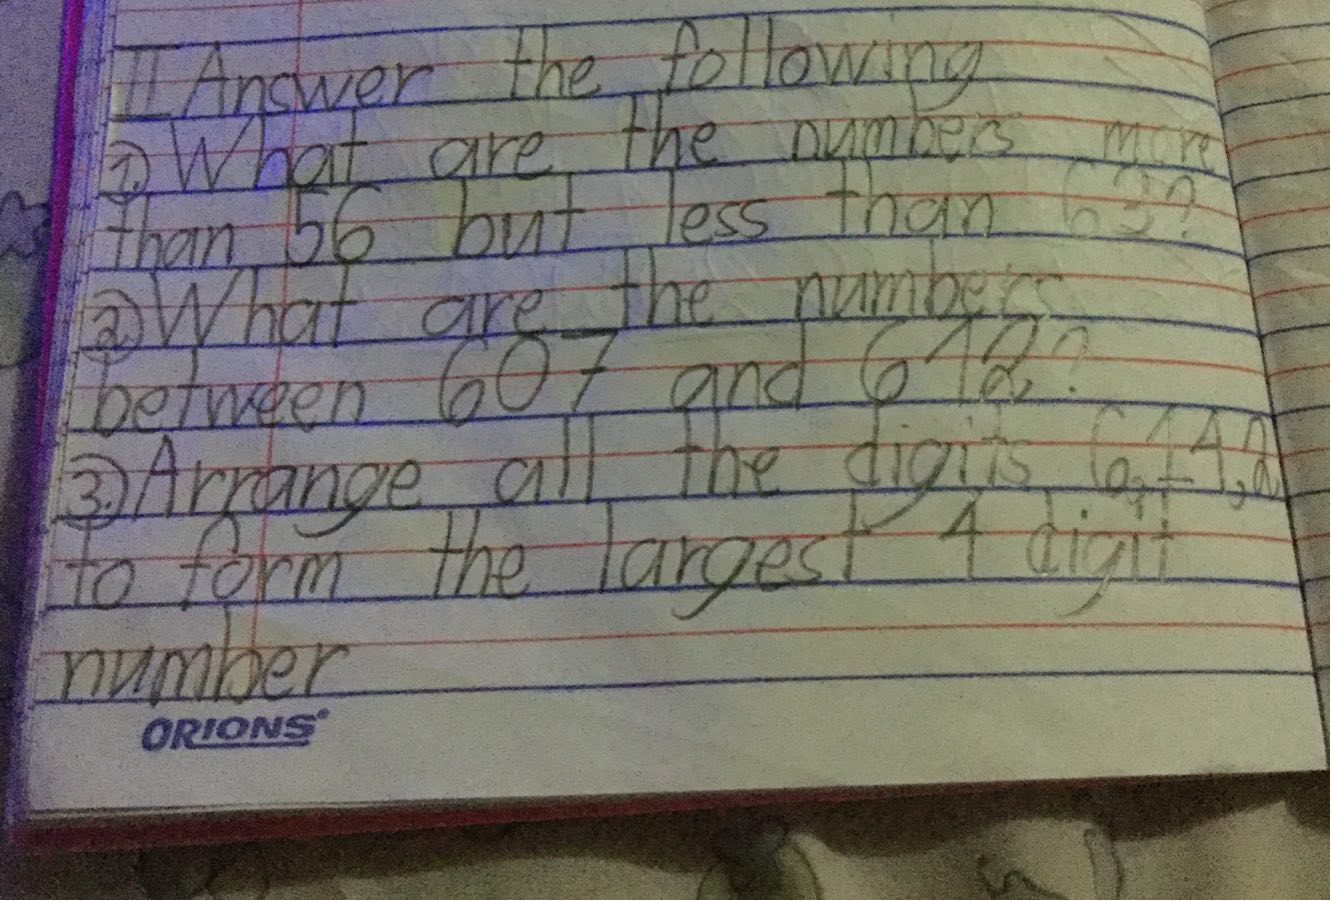 II Answer the following
1) What are the numbers more
than 56 but less than 63?
2) What are the numbers
between 607 and 612?
3.) Arrange all the digits 6, 1, 4, 2
to form the largest 4 digit
number
ORIONS